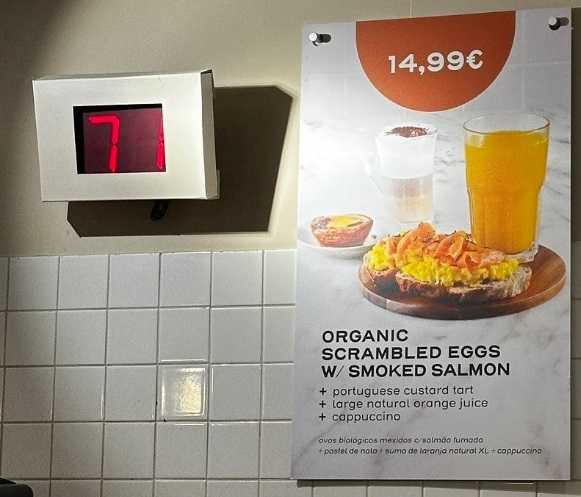 71
14,99€
ORGANIC
SCRAMBLED EGGS
W/ SMOKED SALMON
+ portuguese custard tart
+ large natural orange juice
+ cappuccino
ovos biológicos mexidos c/salmão fumado
+ pastel de nata + sumo de laranja natural XL + cappuccino